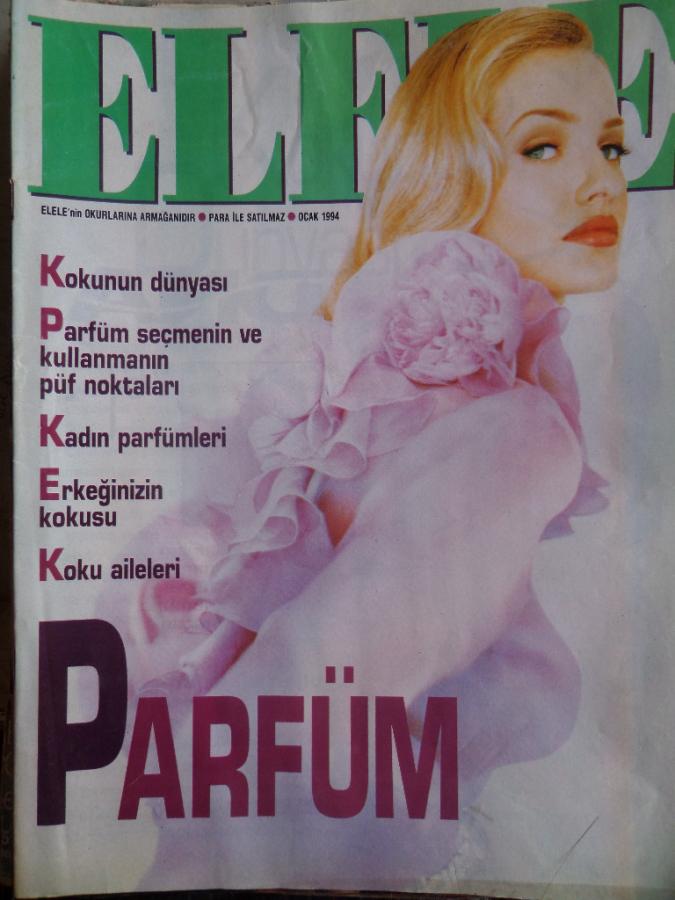 ELELE
ELELE'nin OKURLARINA ARMAĞANIDIR ● PARA İLE SATILMAZ ● OCAK 1994
Kokunun dünyası
Parfüm seçmenin ve
kullanmanın
püf noktaları
Kadın parfümleri
Erkeğinizin
kokusu
Koku aileleri
PARFÜM